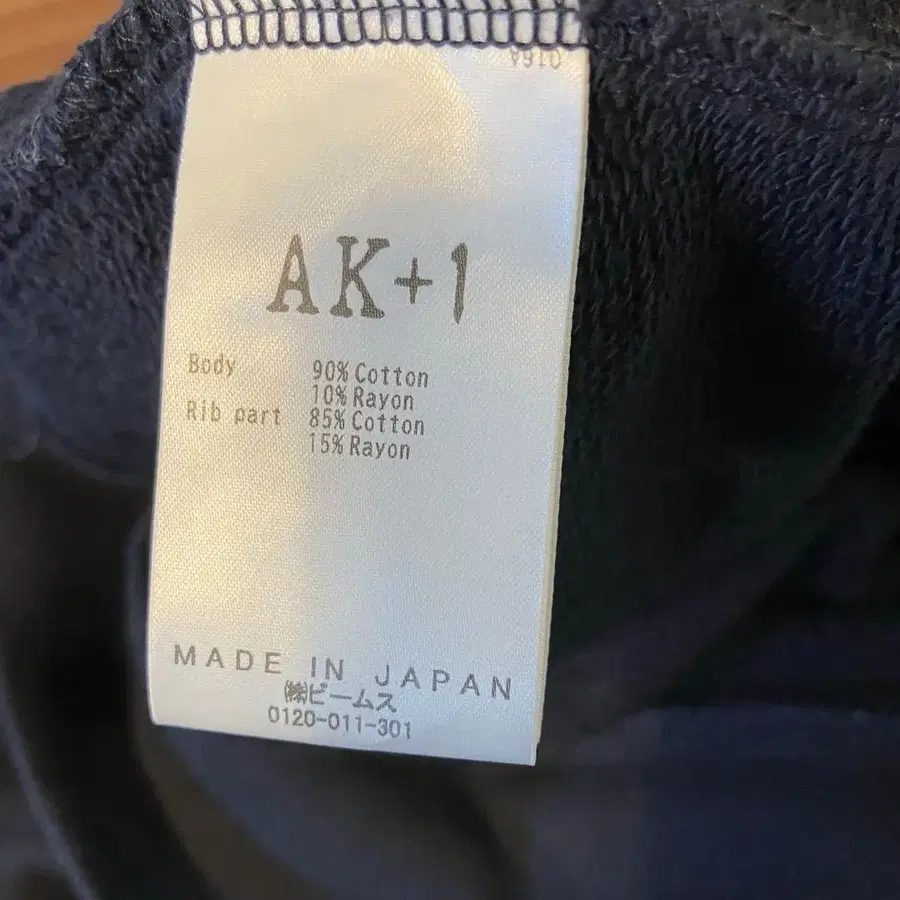 016A
AK+1
Body 90% Cotton
10% Rayon
Rib part 85% Cotton
15% Rayon
MADE IN JAPAN
㈱ビームス
0120-011-301